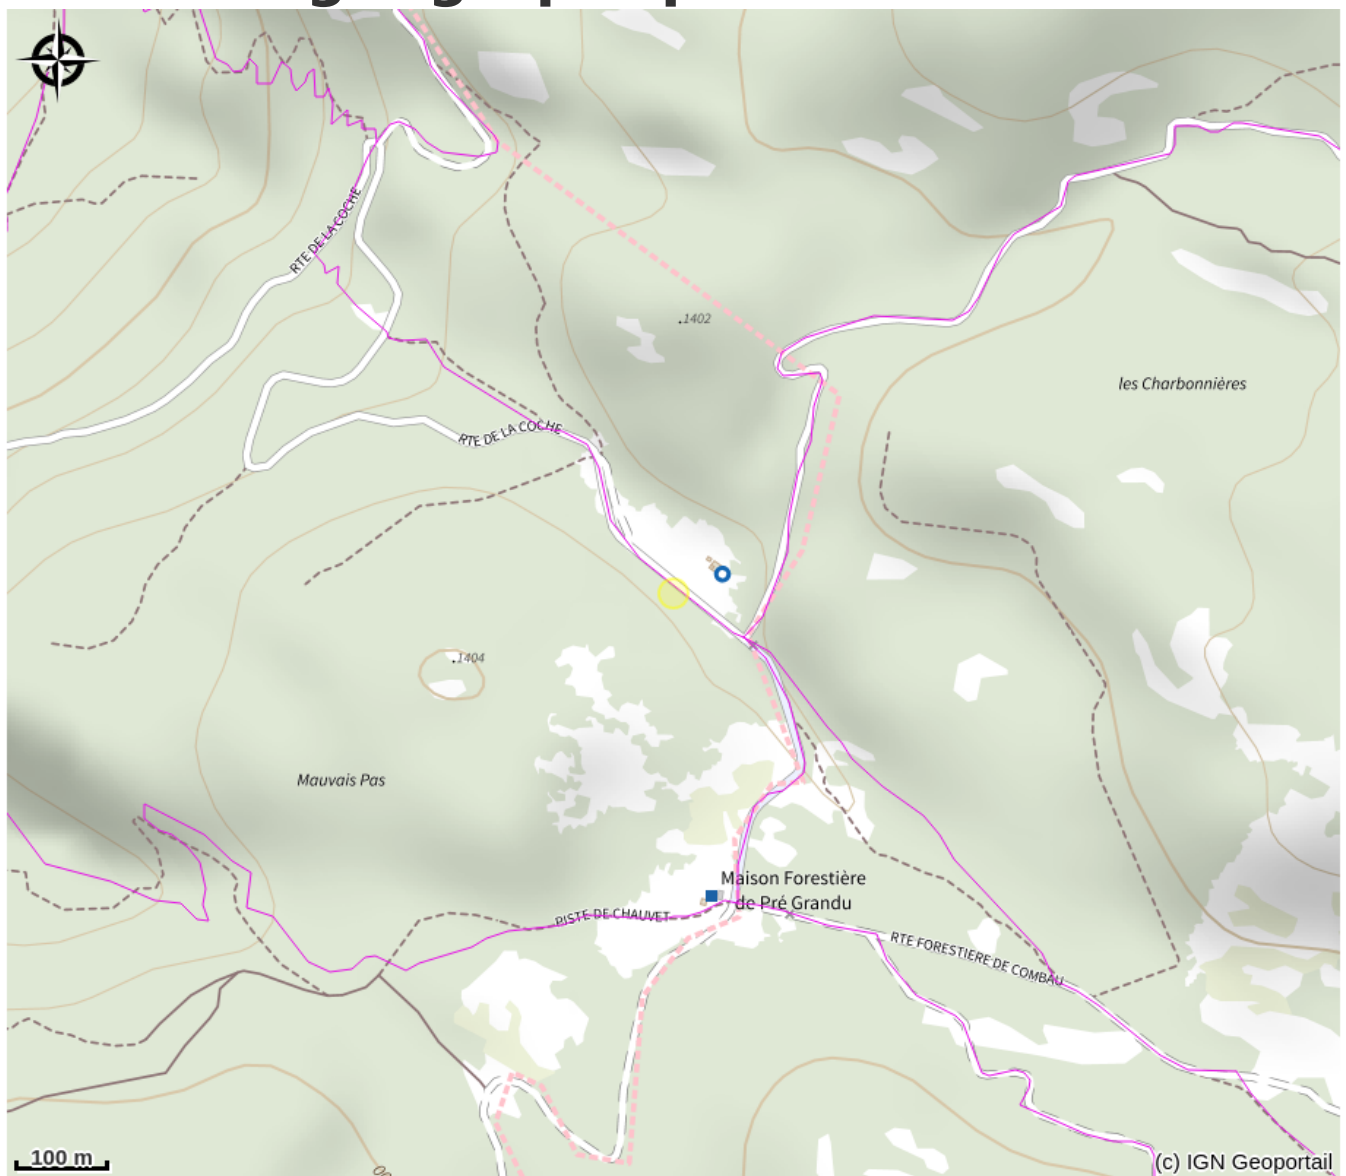 RTE DE LA COCHE
.1402
les Charbonnières
RTE DE LA COCHE
.1404
Mauvais Pas
Maison Forestière
de Pré Grandu
PISTE DE CHAUVET
RTE FORESTIERE DE COMBAU
100 m
(c) IGN Geoportail